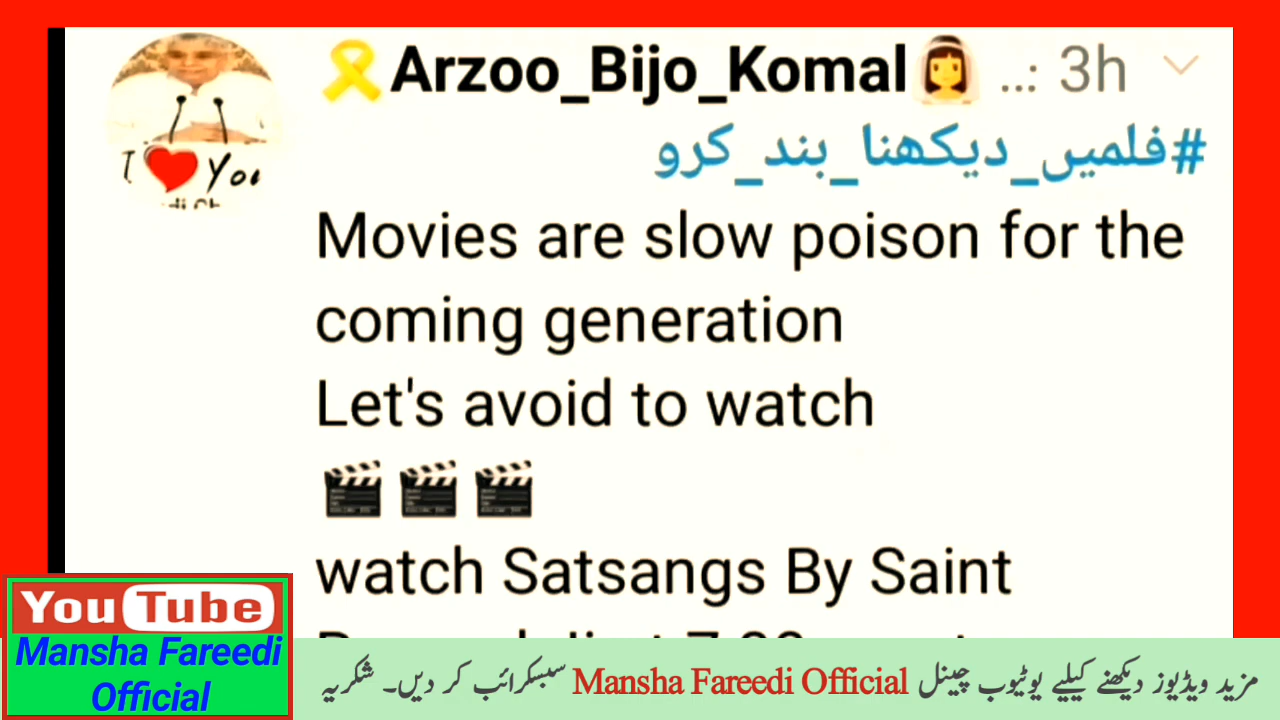 Arzoo_Bijo_Komal ..: 3h
#فلمیں_دیکھنا_بند_کرو
I ❤ You
Movies are slow poison for the
coming generation
Let's avoid to watch
🎬🎬🎬
watch Satsangs By Saint
YouTube
Mansha Fareedi
Official
مزید ویڈیوز دیکھنے کیلیے یوٹیوب چینل Mansha Fareedi Official سبسکرائب کر دیں۔ شکریہ